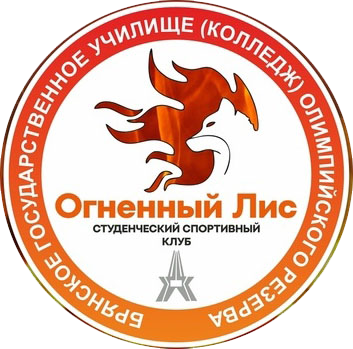 БРЯНСКОЕ ГОСУДАРСТВЕННОЕ УЧИЛИЩЕ (КОЛЛЕДЖ) ОЛИМПИЙСКОГО РЕЗЕРВА
Огненный Лис
СТУДЕНЧЕСКИЙ СПОРТИВНЫЙ
КЛУБ